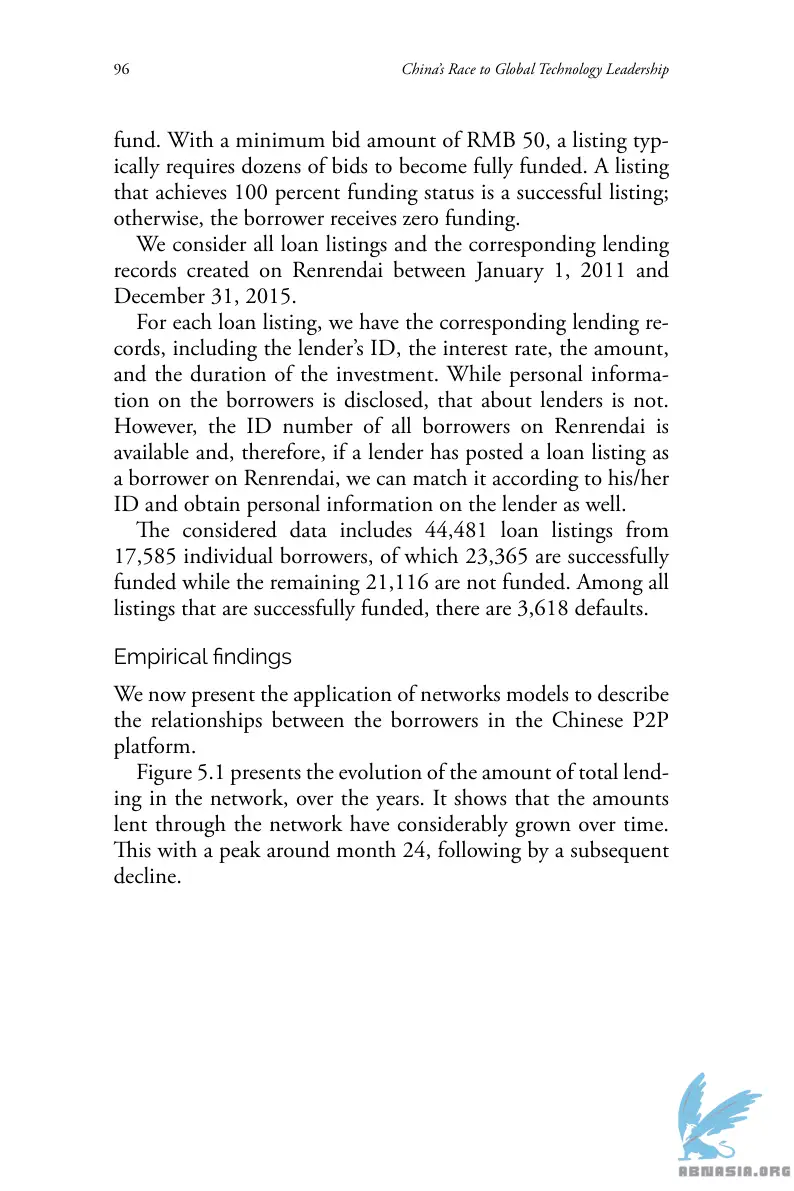 96
China's Race to Global Technology Leadership
fund. With a minimum bid amount of RMB 50, a listing typ-
ically requires dozens of bids to become fully funded. A listing
that achieves 100 percent funding status is a successful listing;
otherwise, the borrower receives zero funding.
We consider all loan listings and the corresponding lending
records created on Renrendai between January 1, 2011 and
December 31, 2015.
For each loan listing, we have the corresponding lending re-
cords, including the lender's ID, the interest rate, the amount,
and the duration of the investment. While personal informa-
tion on the borrowers is disclosed, that about lenders is not.
However, the ID number of all borrowers on Renrendai is
available and, therefore, if a lender has posted a loan listing as
a borrower on Renrendai, we can match it according to his/her
ID and obtain personal information on the lender as well.
The considered data includes 44,481 loan listings from
17,585 individual borrowers, of which 23,365 are successfully
funded while the remaining 21,116 are not funded. Among all
listings that are successfully funded, there are 3,618 defaults.
Empirical findings
We now present the application of networks models to describe
the relationships between the borrowers in the Chinese P2P
platform.
Figure 5.1 presents the evolution of the amount of total lend-
ing in the network, over the years. It shows that the amounts
lent through the network have considerably grown over time.
This with a peak around month 24, following by a subsequent
decline.
ABNASIA.ORG